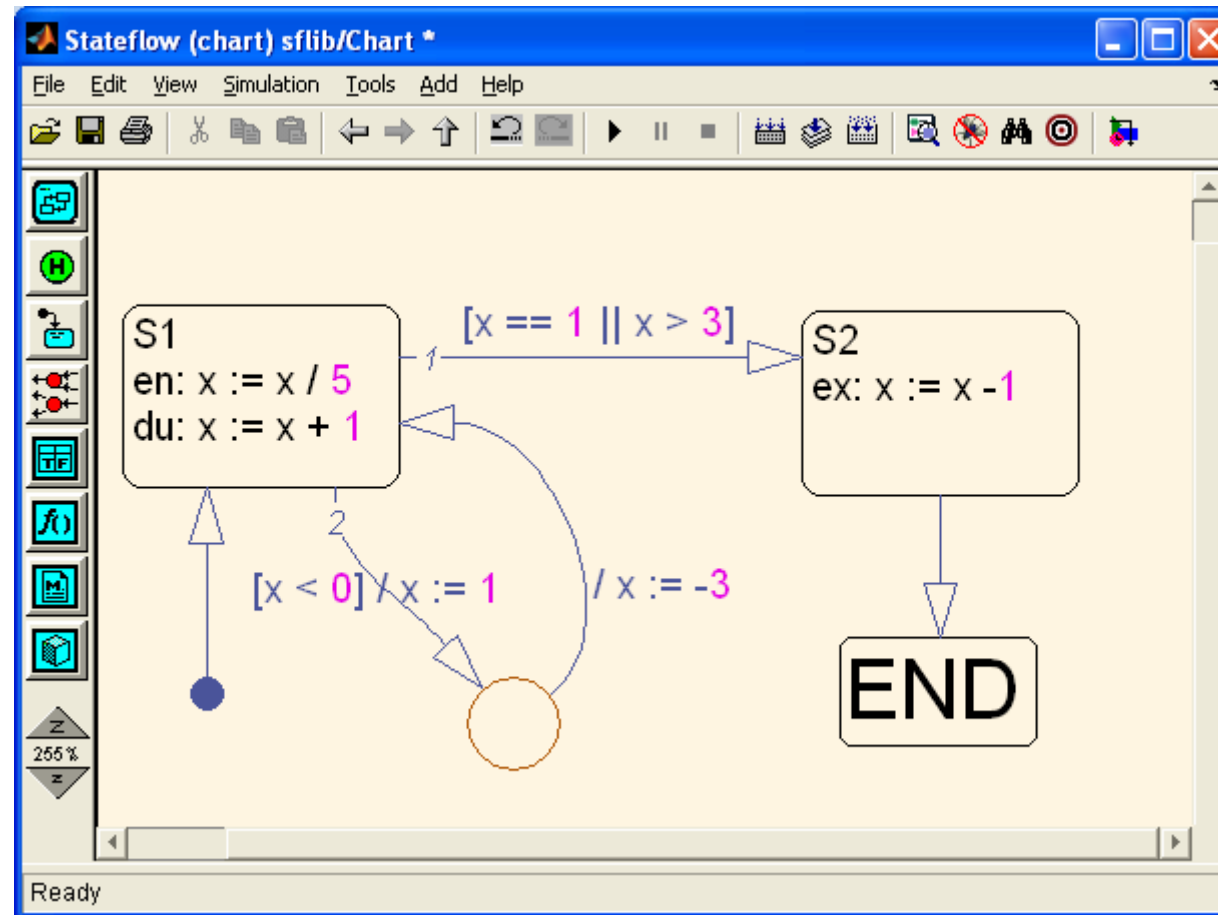 Stateflow (chart) sflib/Chart *
File Edit View Simulation Tools Add Help
H
TF
f()
M
Z
255%
Z
S1
en: x := x / 5
du: x := x + 1
1
[x == 1 || x > 3]
S2
ex: x := x -1
2
[x < 0] / x := 1
/ x := -3
END
Ready